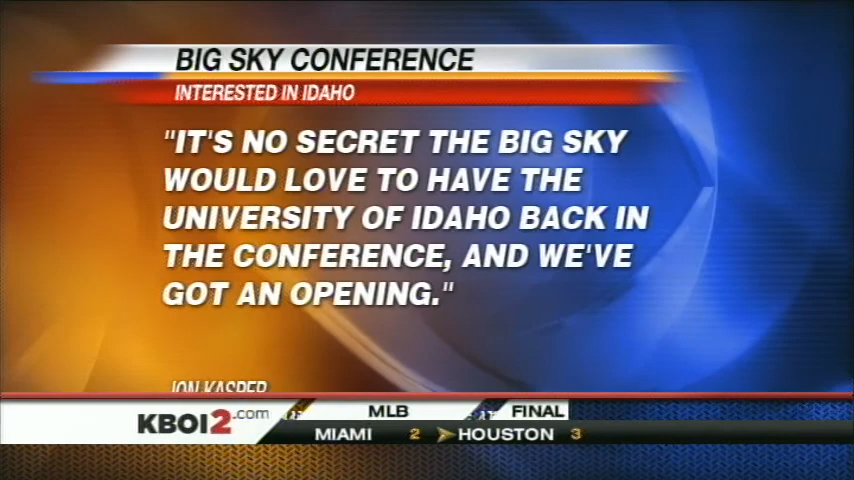 BIG SKY CONFERENCE
INTERESTED IN IDAHO
"IT'S NO SECRET THE BIG SKY
WOULD LOVE TO HAVE THE
UNIVERSITY OF IDAHO BACK IN
THE CONFERENCE, AND WE'VE
GOT AN OPENING."
JON KASPER
KBOI2.com
MLB FINAL
MIAMI 2 HOUSTON 3